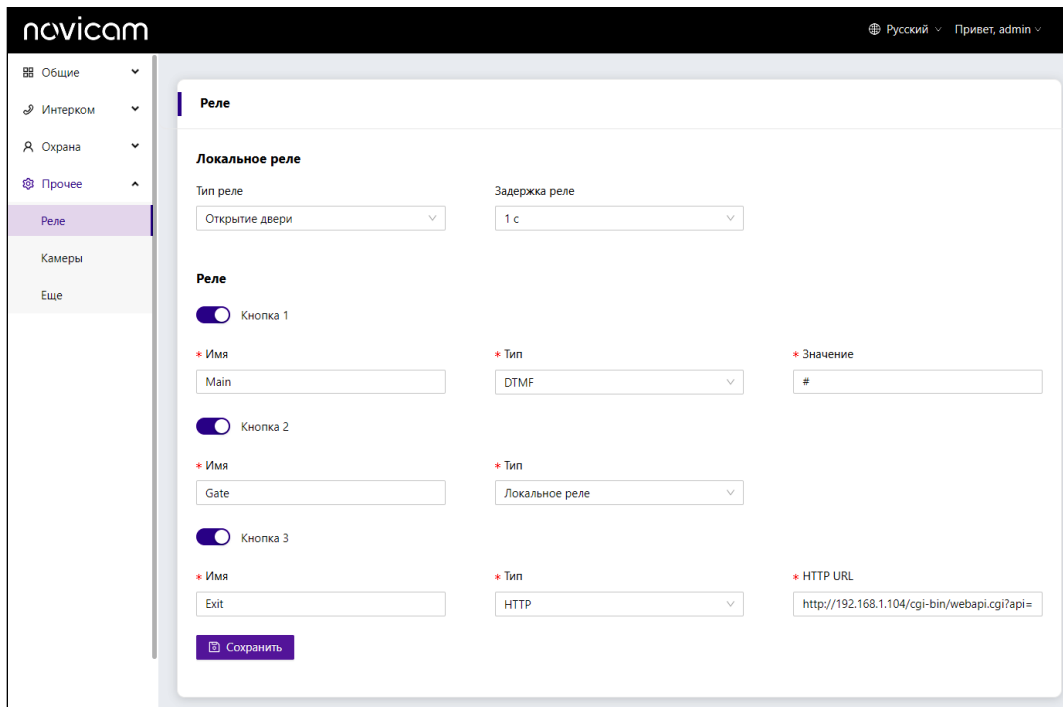 novicam
Русский Привет, admin
Общие
Интерком
Охрана
Прочее
Реле
Камеры
Еще
Реле
Локальное реле
Тип реле Задержка реле
Открытие двери 1 с
Реле
Кнопка 1
* Имя * Тип * Значение
Main DTMF #
Кнопка 2
* Имя * Тип
Gate Локальное реле
Кнопка 3
* Имя * Тип * HTTP URL
Exit HTTP http://192.168.1.104/cgi-bin/webapi.cgi?api=
Сохранить